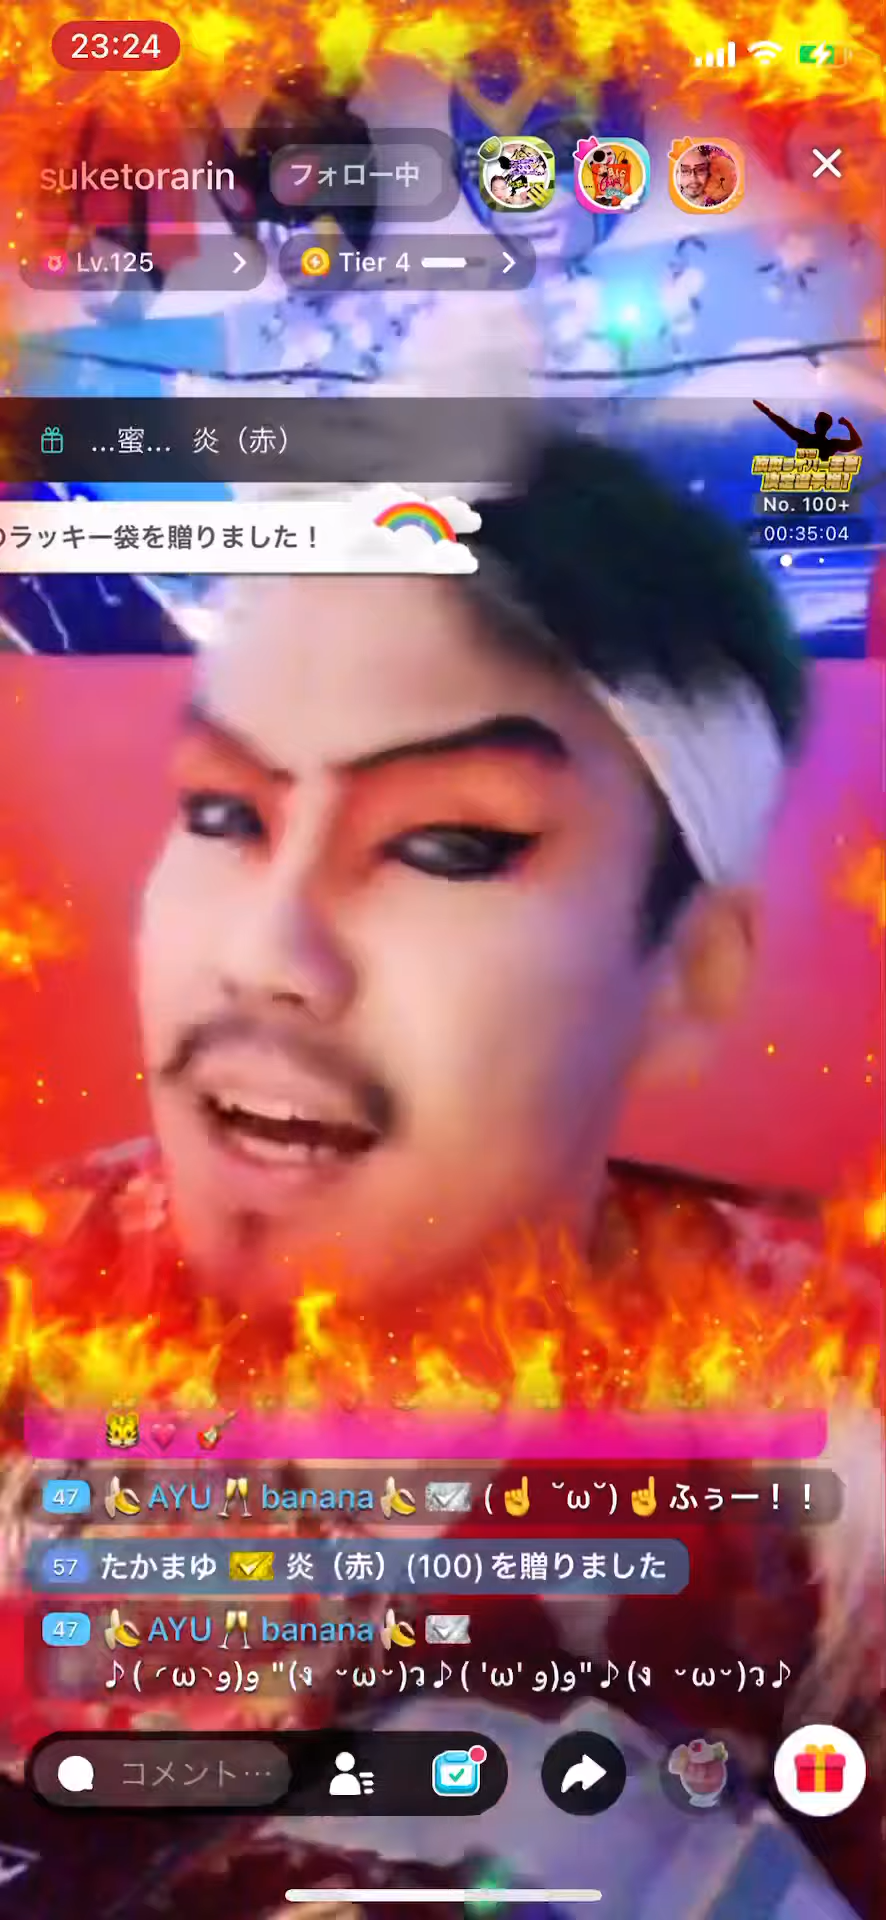 23:24
suketorarin
フォロー中
Lv.125
Tier 4
…蜜… 炎（赤）
のラッキー袋を贈りました！
No. 100+
00:35:04
47 🍌AYU🥂banana🍌 (☝️ ˘ω˘)☝️ふぅー！！
57 たかまゆ 炎（赤）(100)を贈りました
47 🍌AYU🥂banana🍌
♪( ´ω`و)و "(ง ˘ω˘)ว♪( 'ω' و)و"♪(ง ˘ω˘)ว♪
コメント…